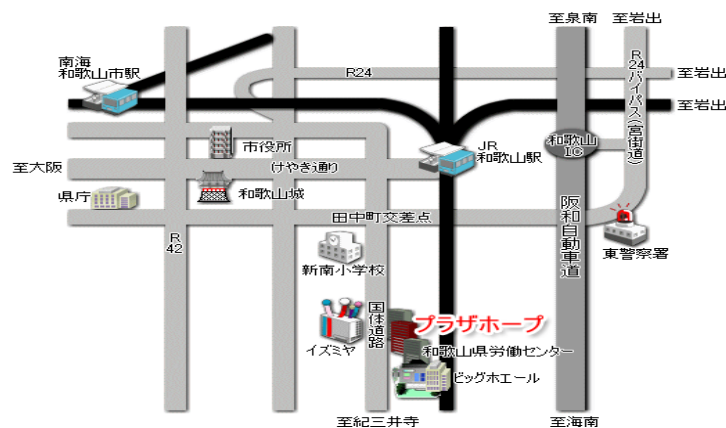 至泉南
至岩出
南海
和歌山市駅
R24
至岩出
R24バイパス(宮街道)
至岩出
市役所
JR
和歌山駅
和歌山
IC
至大阪
(けやき通り)
県庁
和歌山城
田中町交差点
阪和自動車道
R42
東警察署
新南小学校
国体道路
プラザホープ
イズミヤ
和歌山県労働センター
ビッグホエール
至紀三井寺
至海南